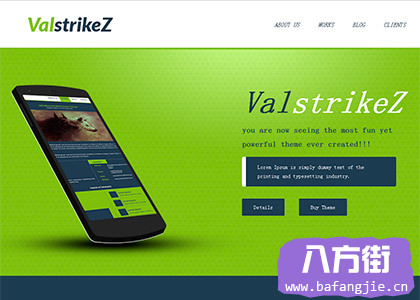 ValstrikeZ
ABOUT US WORKS BLOG CLIENTS
ValstrikeZ
you are now seeing the most fun yet
powerful theme ever created!!!
Lorem Ipsum is simply dummy text of the
printing and typesetting industry.
Details Buy Theme
八方街
www.bafangjie.cn